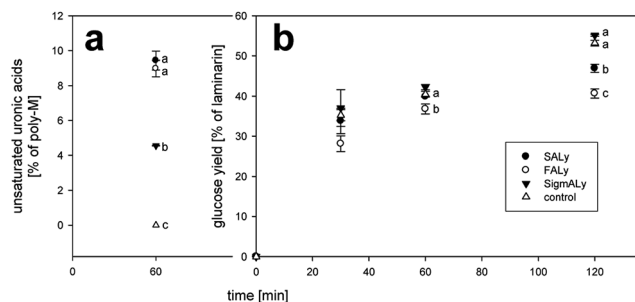 a
unsaturated uronic acids
[% of poly-M]
12
10
8
6
4
2
0
a
a
b
c
0
60
b
glucose yield [% of laminarin]
60
50
40
30
20
10
0
a
b
a
a
b
c
SALy
FALy
SigmALy
control
0
20
40
60
80
100
120
time [min]